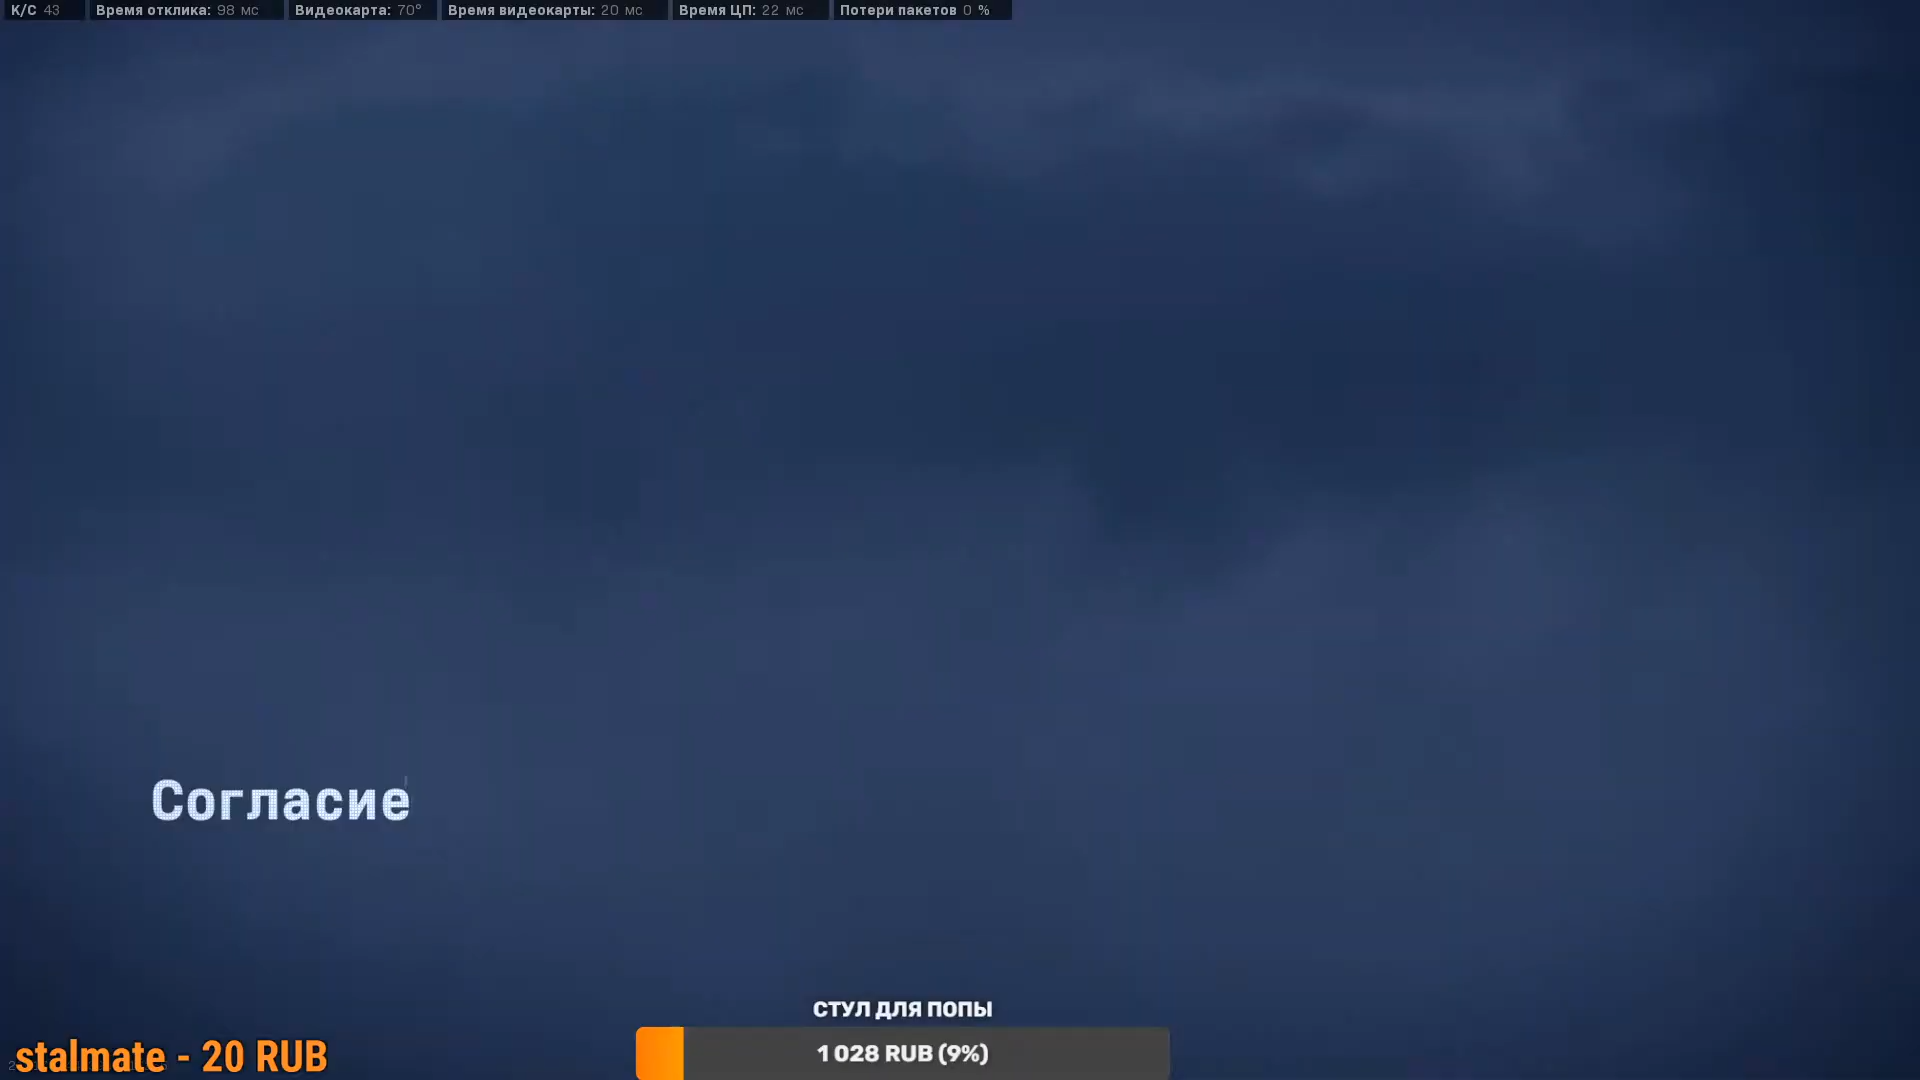 К/С 43 Время отклика: 98 мс Видеокарта: 70° Время видеокарты: 20 мс Время ЦП: 22 мс Потери пакетов 0 %
Согласие
СТУЛ ДЛЯ ПОПЫ
1 028 RUB (9%)
stalmate - 20 RUB